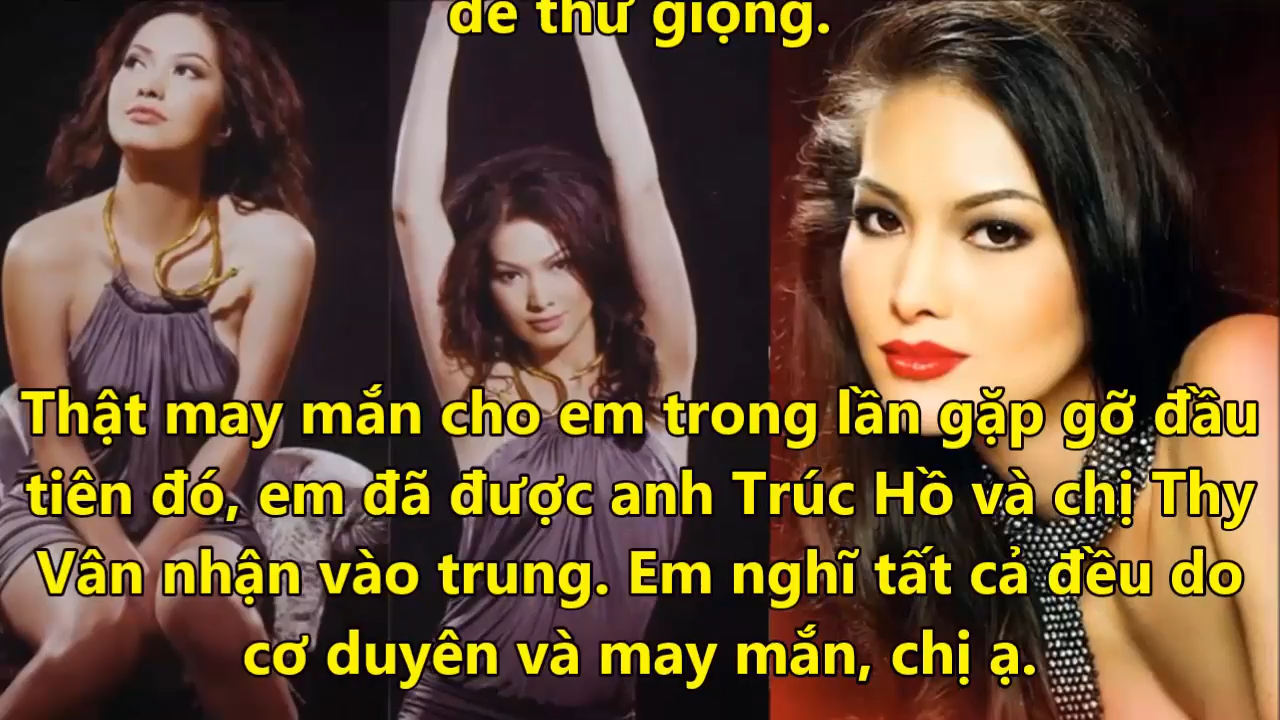 để thử giọng.
Thật may mắn cho em trong lần gặp gỡ đầu
tiên đó, em đã được anh Trúc Hồ và chị Thy
Vân nhận vào trung. Em nghĩ tất cả đều do
cơ duyên và may mắn, chị ạ.